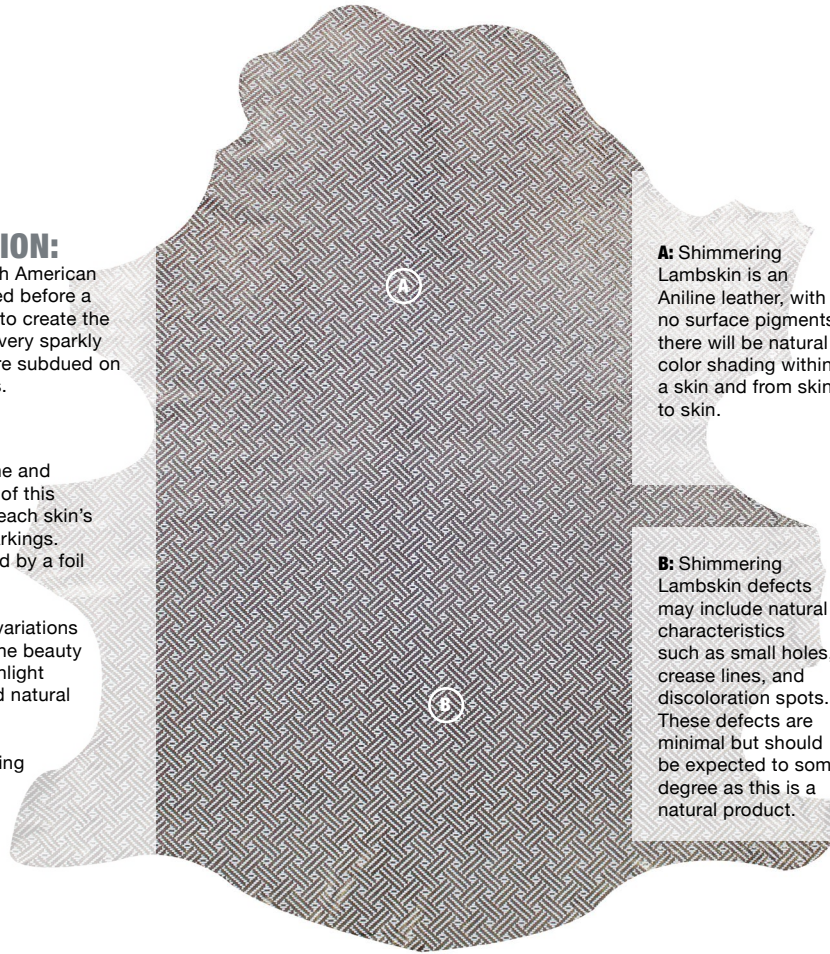 ION:
h American
ed before a
to create the
very sparkly
re subdued on
s.
ne and
of this
each skin's
rkings.
d by a foil
variations
he beauty
nlight
d natural
ing
A
B
A: Shimmering
Lambskin is an
Aniline leather, with
no surface pigments
there will be natural
color shading within
a skin and from skin
to skin.
B: Shimmering
Lambskin defects
may include natural
characteristics
such as small holes,
crease lines, and
discoloration spots.
These defects are
minimal but should
be expected to som
degree as this is a
natural product.